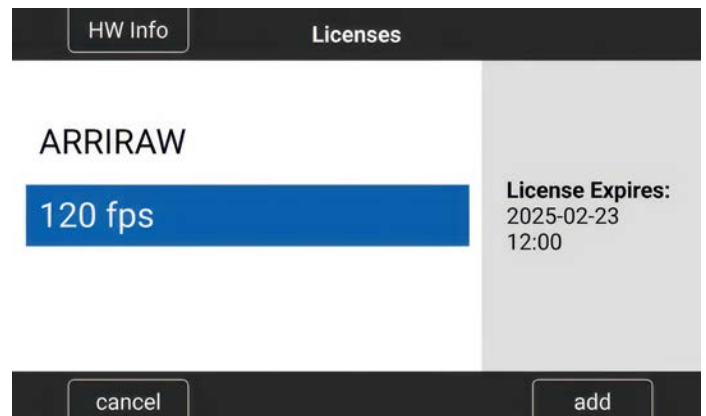 HW Info
Licenses
ARRIRAW
120 fps
License Expires:
2025-02-23
12:00
cancel
add